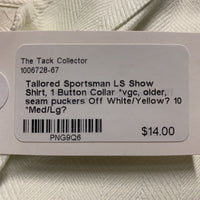 The Tack Collector
1006728-67
Tailored Sportsman LS Show
Shirt, 1 Button Collar *vgc, older,
seam puckers Off White/Yellow? 10
*Med/Lg?
$14.00
PNG9Q6